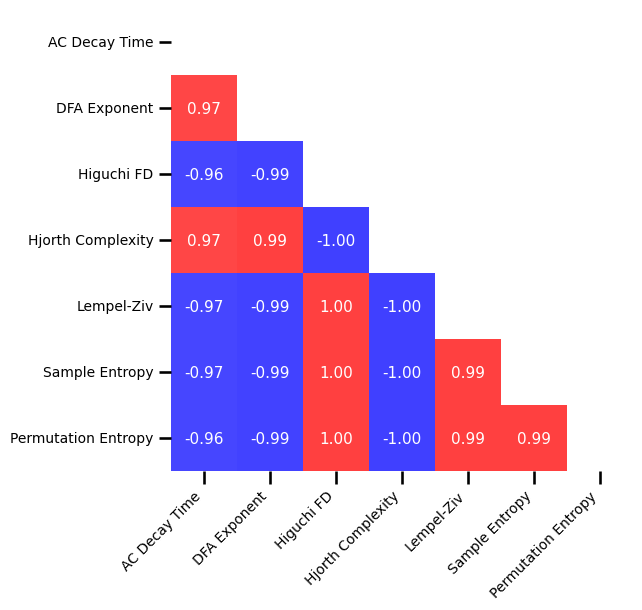 AC Decay Time
DFA Exponent 0.97
Higuchi FD -0.96 -0.99
Hjorth Complexity 0.97 0.99 -1.00
Lempel-Ziv -0.97 -0.99 1.00 -1.00
Sample Entropy -0.97 -0.99 1.00 -1.00 0.99
Permutation Entropy -0.96 -0.99 1.00 -1.00 0.99 0.99
AC Decay Time
DFA Exponent
Higuchi FD
Hjorth Complexity
Lempel-Ziv
Sample Entropy
Permutation Entropy